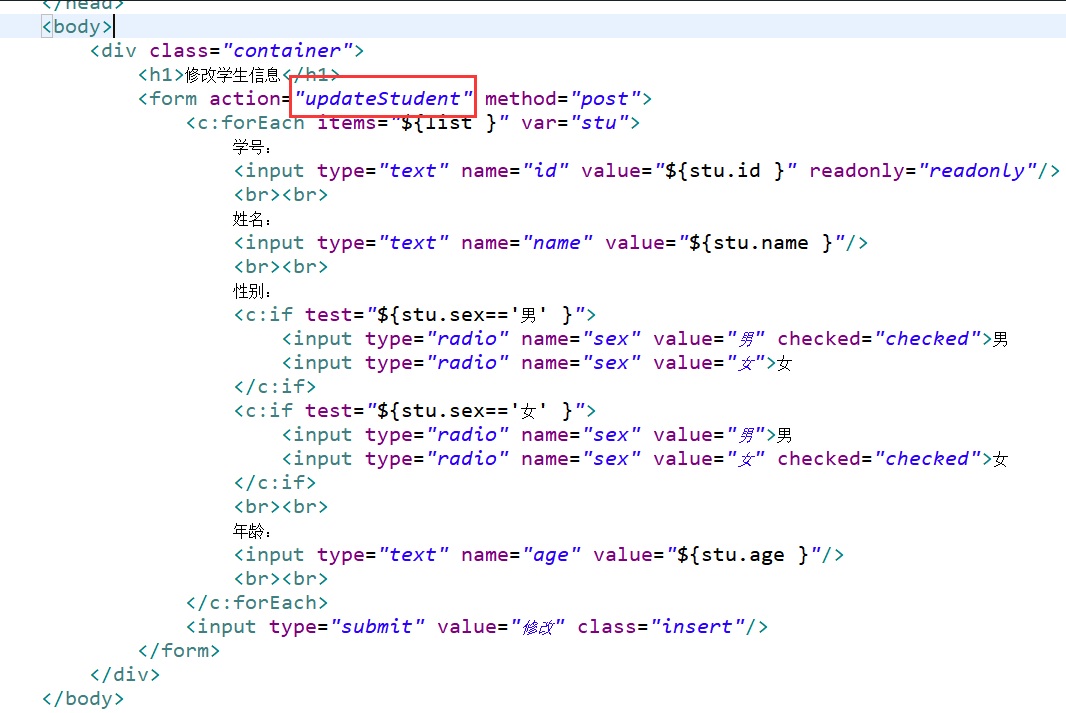 </head>
<body>
<div class="container">
<h1>修改学生信息</h1>
<form action="updateStudent" method="post">
<c:forEach items="${list }" var="stu">
学号：
<input type="text" name="id" value="${stu.id }" readonly="readonly"/>
<br><br>
姓名：
<input type="text" name="name" value="${stu.name }"/>
<br><br>
性别：
<c:if test="${stu.sex=='男' }">
<input type="radio" name="sex" value="男" checked="checked">男
<input type="radio" name="sex" value="女">女
</c:if>
<c:if test="${stu.sex=='女' }">
<input type="radio" name="sex" value="男">男
<input type="radio" name="sex" value="女" checked="checked">女
</c:if>
<br><br>
年龄：
<input type="text" name="age" value="${stu.age }"/>
<br><br>
</c:forEach>
<input type="submit" value="修改" class="insert"/>
</form>
</div>
</body>